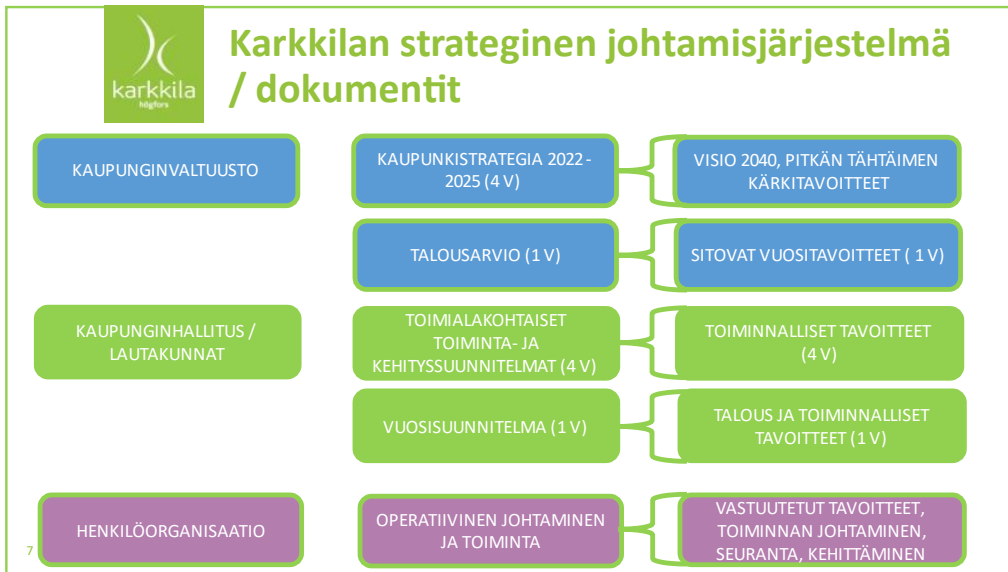 karkkila
högfors
Karkkilan strateginen johtamisjärjestelmä
/ dokumentit
KAUPUNGINVALTUUSTO
KAUPUNKISTRATEGIA 2022 -
2025 (4 V)
VISIO 2040, PITKÄN TÄHTÄIMEN
KÄRKITAVOITTEET
TALOUSARVIO (1 V)
SITOVAT VUOSITAVOITTEET ( 1 V)
KAUPUNGINHALLITUS /
LAUTAKUNNAT
TOIMIALAKOHTAISET
TOIMINTA- JA
KEHITYSSUUNNITELMAT (4 V)
TOIMINNALLISET TAVOITTEET
(4 V)
VUOSISUUNNITELMA (1 V)
TALOUS JA TOIMINNALLISET
TAVOITTEET (1 V)
HENKILÖORGANISAATIO
OPERATIIVINEN JOHTAMINEN
JA TOIMINTA
VASTUUTETUT TAVOITTEET,
TOIMINNAN JOHTAMINEN,
SEURANTA, KEHITTÄMINEN
7